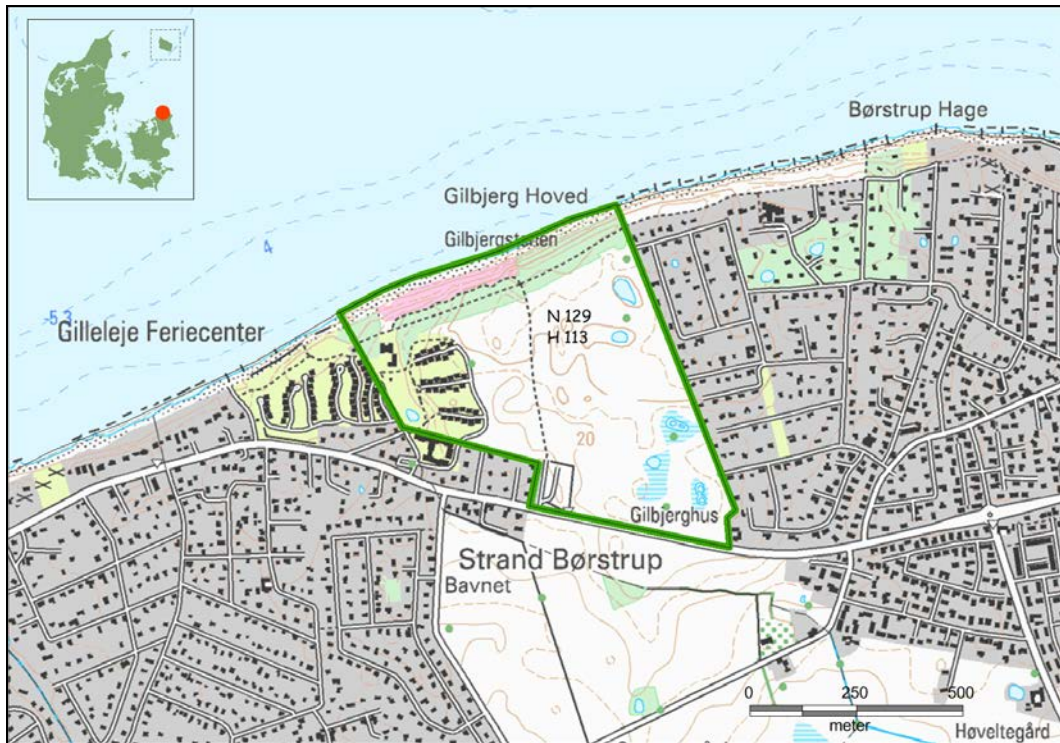 Børstrup Hage
Gilbjerg Hoved
Gilbjergstenen
4
-5.3
Gilleleje Feriecenter
N 129
H 113
20
Gilbjerghus
Strand Børstrup
Bavnet
0 250 500
meter
Høveltegård